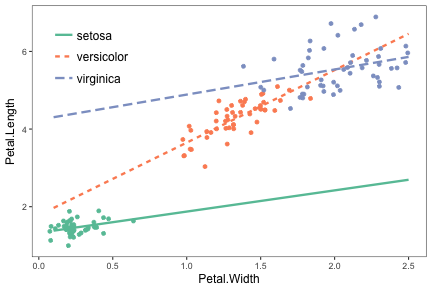 setosa
versicolor
virginica
6
4
2
Petal.Length
0.0 0.5 1.0 1.5 2.0 2.5
Petal.Width